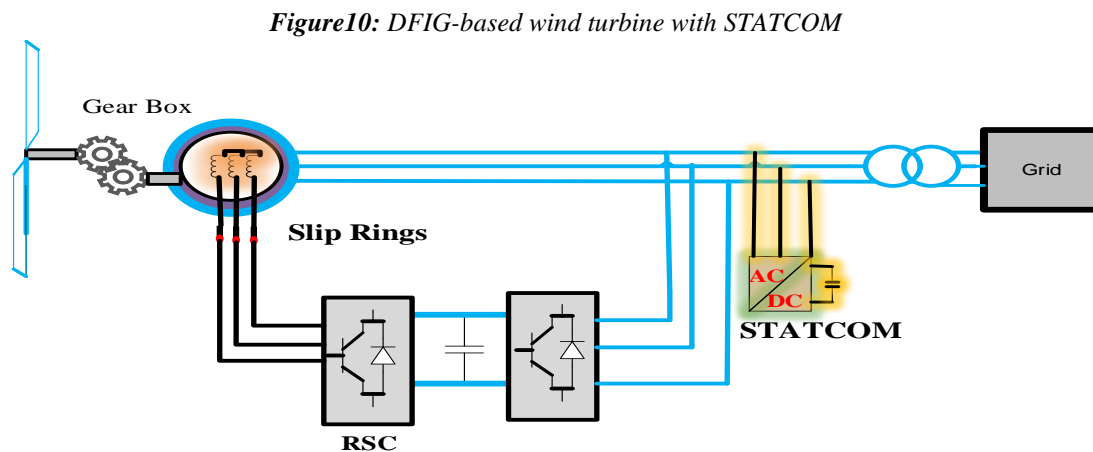 Figure10: DFIG-based wind turbine with STATCOM
Gear Box
Grid
Slip Rings
AC
DC
STATCOM
RSC